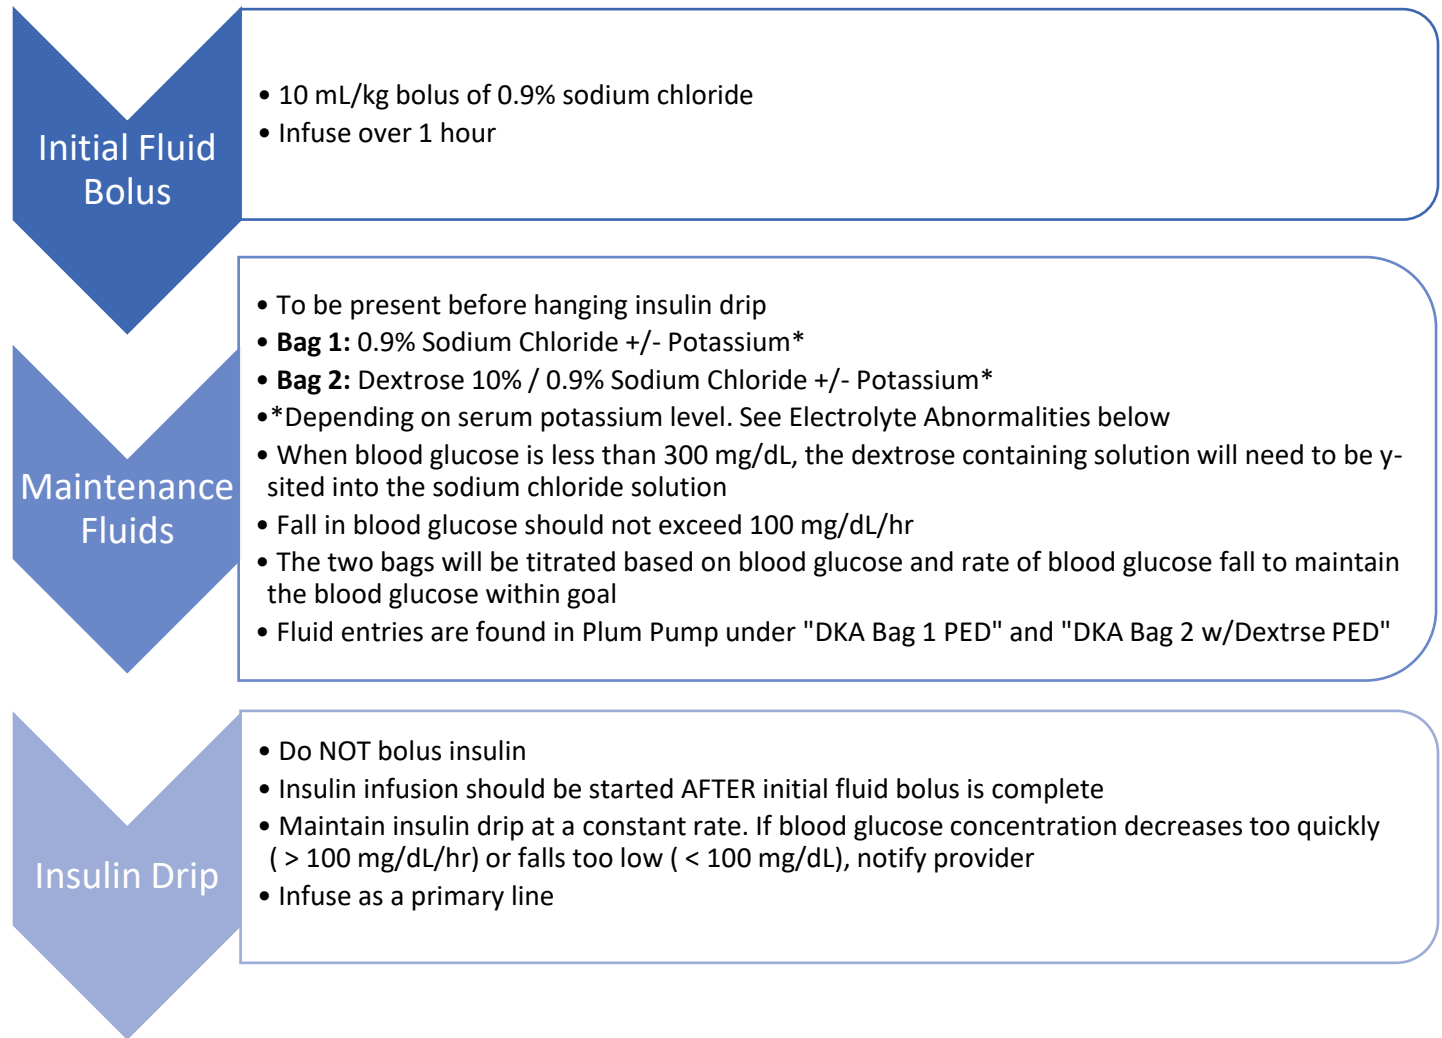 Initial Fluid
Bolus
• 10 mL/kg bolus of 0.9% sodium chloride
• Infuse over 1 hour
Maintenance
Fluids
• To be present before hanging insulin drip
• Bag 1: 0.9% Sodium Chloride +/- Potassium*
• Bag 2: Dextrose 10% / 0.9% Sodium Chloride +/- Potassium*
•*Depending on serum potassium level. See Electrolyte Abnormalities below
• When blood glucose is less than 300 mg/dL, the dextrose containing solution will need to be y-
sited into the sodium chloride solution
• Fall in blood glucose should not exceed 100 mg/dL/hr
• The two bags will be titrated based on blood glucose and rate of blood glucose fall to maintain
the blood glucose within goal
• Fluid entries are found in Plum Pump under "DKA Bag 1 PED" and "DKA Bag 2 w/Dextrse PED"
Insulin Drip
• Do NOT bolus insulin
• Insulin infusion should be started AFTER initial fluid bolus is complete
• Maintain insulin drip at a constant rate. If blood glucose concentration decreases too quickly
( > 100 mg/dL/hr) or falls too low ( < 100 mg/dL), notify provider
• Infuse as a primary line